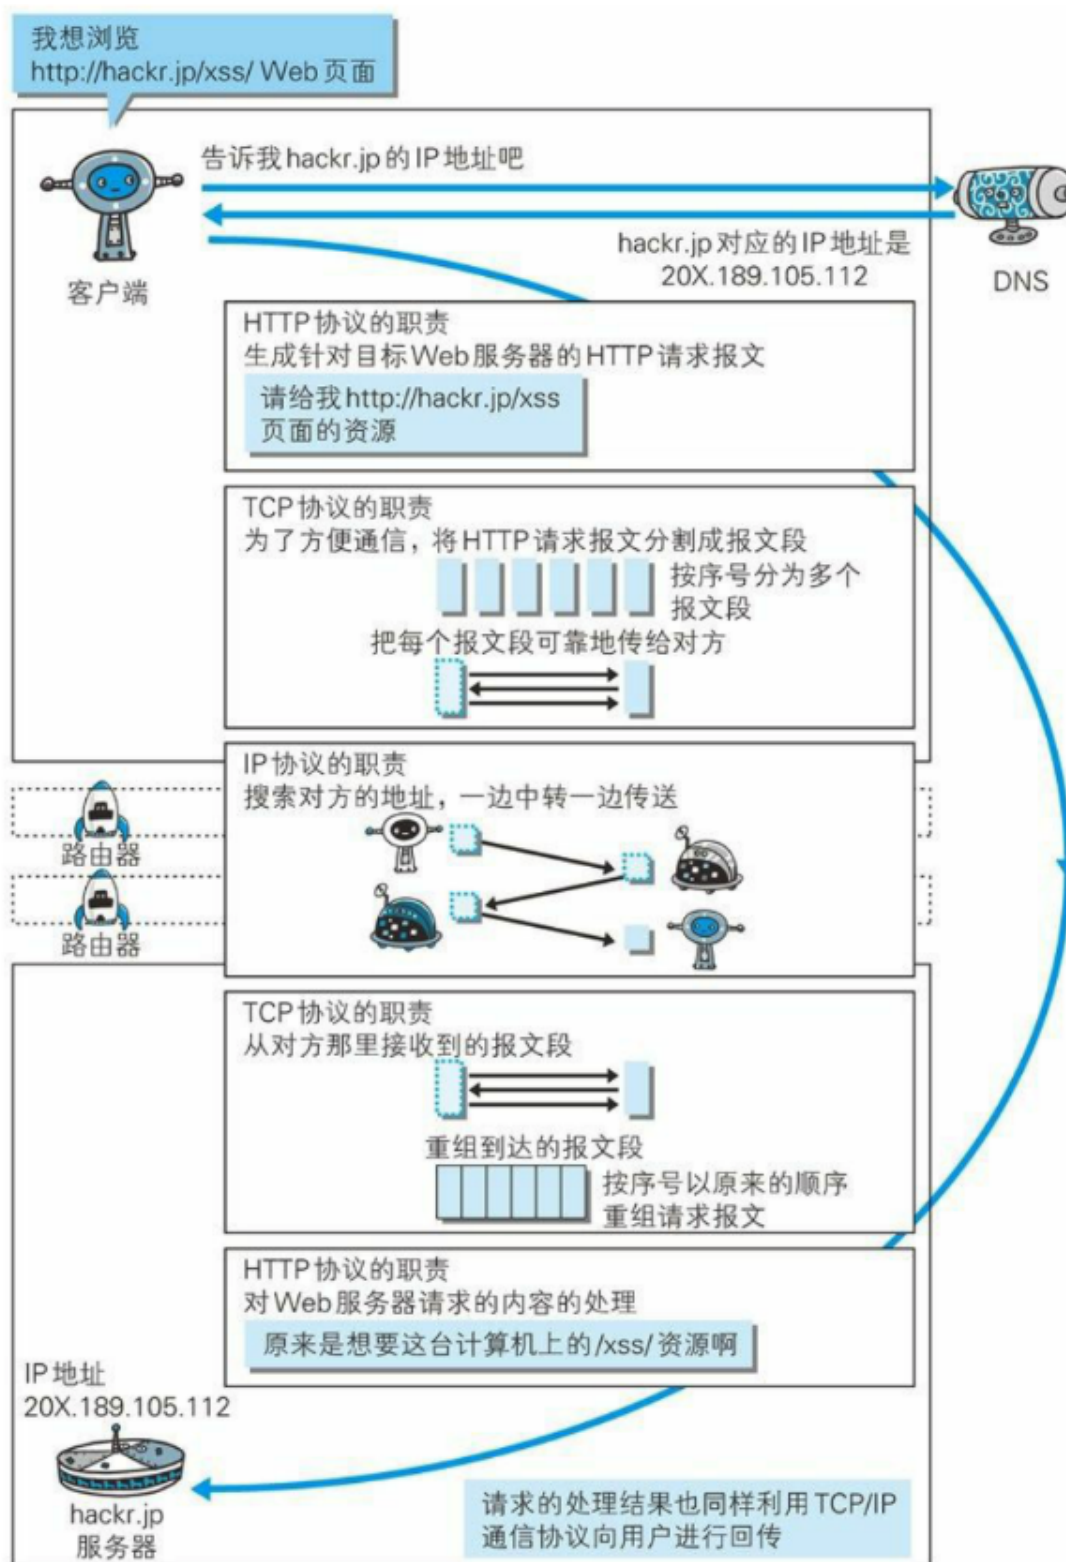 我想浏览
http://hackr.jp/xss/ Web 页面
告诉我hackr.jp的IP地址吧
hackr.jp对应的IP地址是
20X.189.105.112
客户端
DNS
HTTP协议的职责
生成针对目标Web服务器的HTTP请求报文
请给我http://hackr.jp/xss
页面的资源
TCP协议的职责
为了方便通信，将HTTP请求报文分割成报文段
按序号分为多个
报文段
把每个报文段可靠地传给对方
IP协议的职责
搜索对方的地址，一边中转一边传送
路由器
路由器
TCP协议的职责
从对方那里接收到的报文段
重组到达的报文段
按序号以原来的顺序
重组请求报文
HTTP协议的职责
对Web服务器请求的内容的处理
原来是想要这台计算机上的/xss/资源啊
IP地址
20X.189.105.112
hackr.jp
服务器
请求的处理结果也同样利用TCP/IP
通信协议向用户进行回传